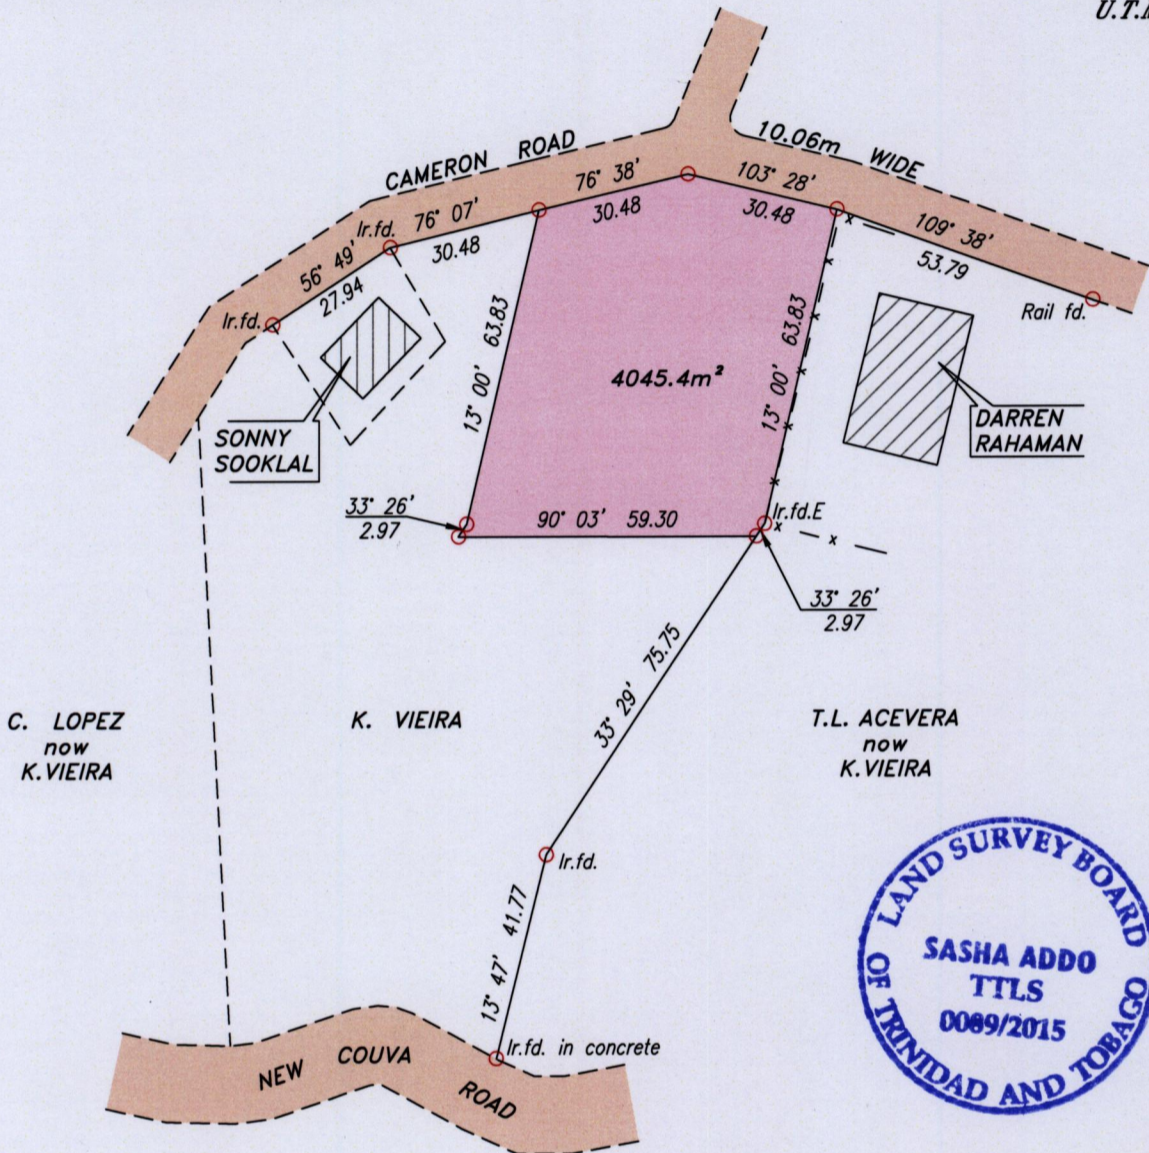 U.T.M
CAMERON ROAD
10.06m WIDE
76° 38'
30.48
103° 28'
30.48
76° 07'
30.48
Ir.fd.
56° 49'
27.94
Ir.fd.
109° 38'
53.79
Rail fd.
13° 00' 63.83
4045.4m²
13° 00' 63.83
SONNY
SOOKLAL
DARREN
RAHAMAN
33° 26'
2.97
90° 03' 59.30
Ir.fd.E
33° 26'
2.97
33° 29' 75.75
C. LOPEZ
now
K.VIEIRA
K. VIEIRA
T.L. ACEVERA
now
K.VIEIRA
Ir.fd.
13° 47' 41.77
Ir.fd. in concrete
NEW COUVA ROAD
LAND SURVEY BOARD
OF TRINIDAD AND TOBAGO
SASHA ADDO
TTLS
0089/2015